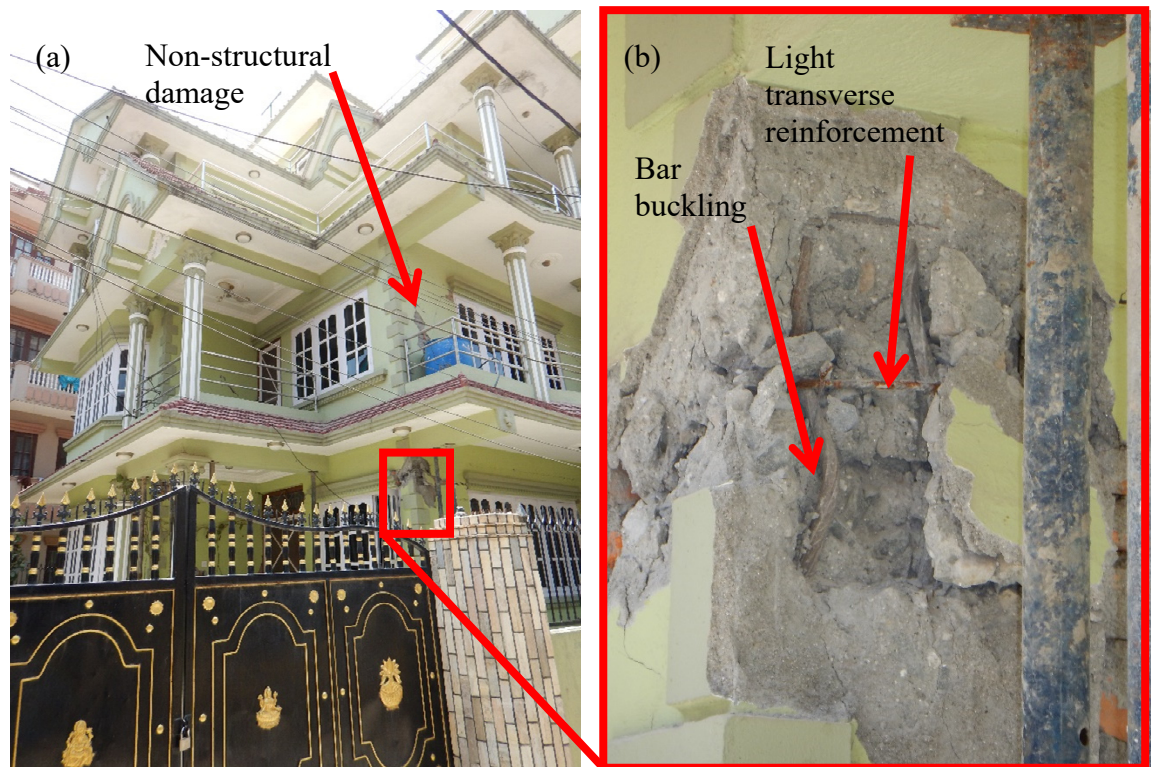 (a)
Non-structural
damage
(b)
Light
transverse
reinforcement
Bar
buckling